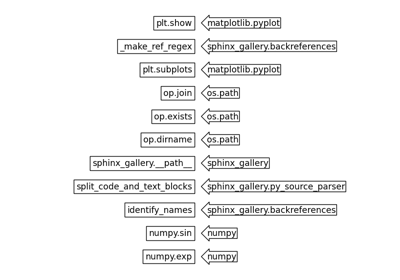 plt.show matplotlib.pyplot
_make_ref_regex sphinx_gallery.backreferences
plt.subplots matplotlib.pyplot
op.join os.path
op.exists os.path
op.dirname os.path
sphinx_gallery.__path__ sphinx_gallery
split_code_and_text_blocks sphinx_gallery.py_source_parser
identify_names sphinx_gallery.backreferences
numpy.sin numpy
numpy.exp numpy